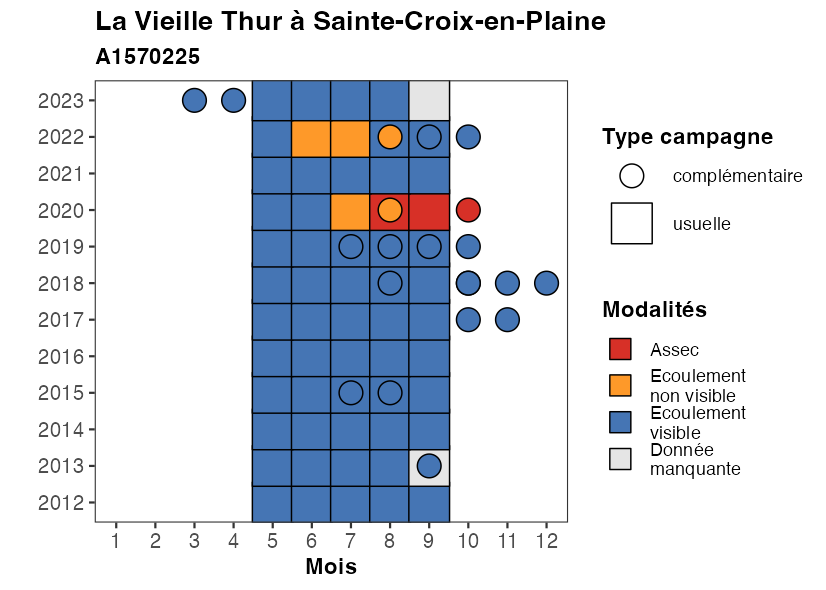 La Vieille Thur à Sainte-Croix-en-Plaine
A1570225
2023
2022
2021
2020
2019
2018
2017
2016
2015
2014
2013
2012
1 2 3 4 5 6 7 8 9 10 11 12
Mois
Type campagne
complémentaire
usuelle
Modalités
Assec
Ecoulement
non visible
Ecoulement
visible
Donnée
manquante